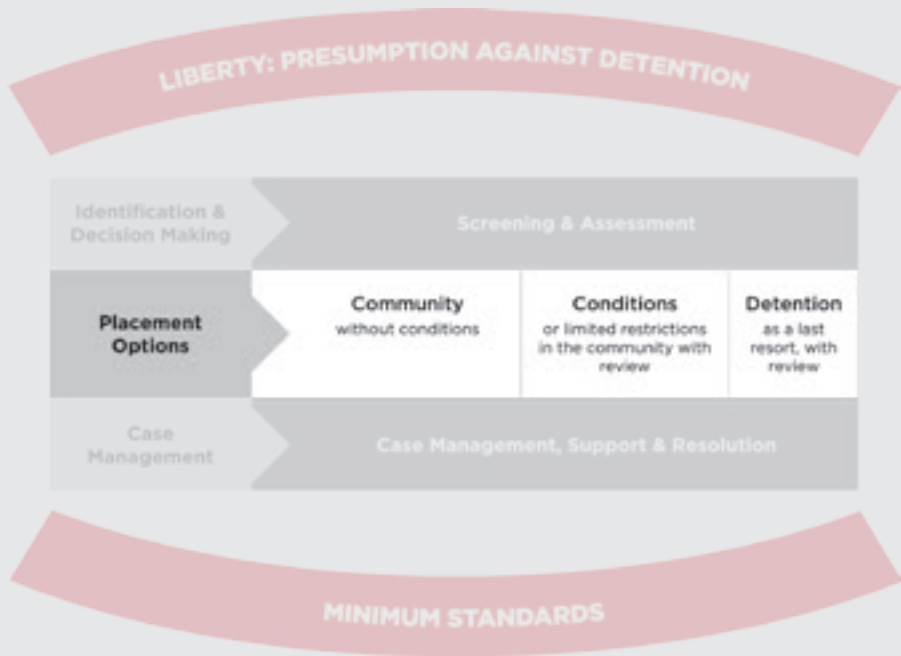 LIBERTY: PRESUMPTION AGAINST DETENTION
Identification &
Decision Making
Screening & Assessment
Placement
Options
Community
without conditions
Conditions
or limited restrictions
in the community with
review
Detention
as a last
resort, with
review
Case
Management
Case Management, Support & Resolution
MINIMUM STANDARDS